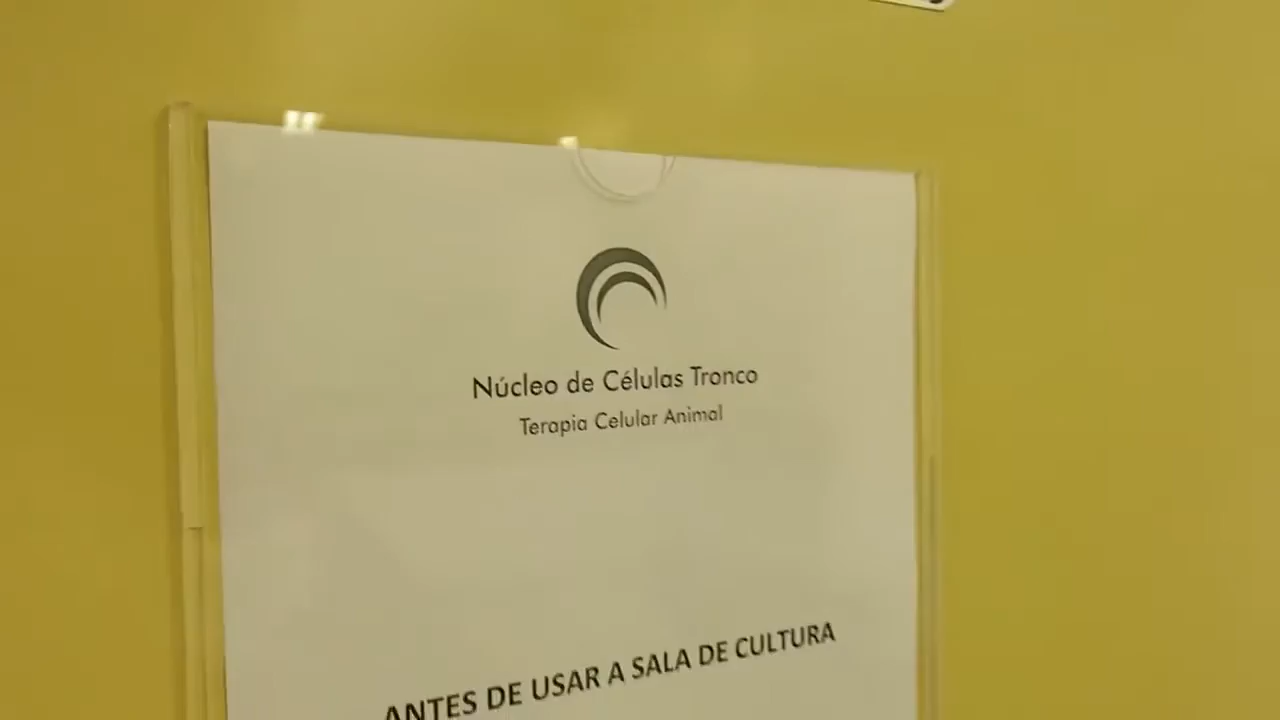 Núcleo de Células Tronco
Terapia Celular Animal
ANTES DE USAR A SALA DE CULTURA